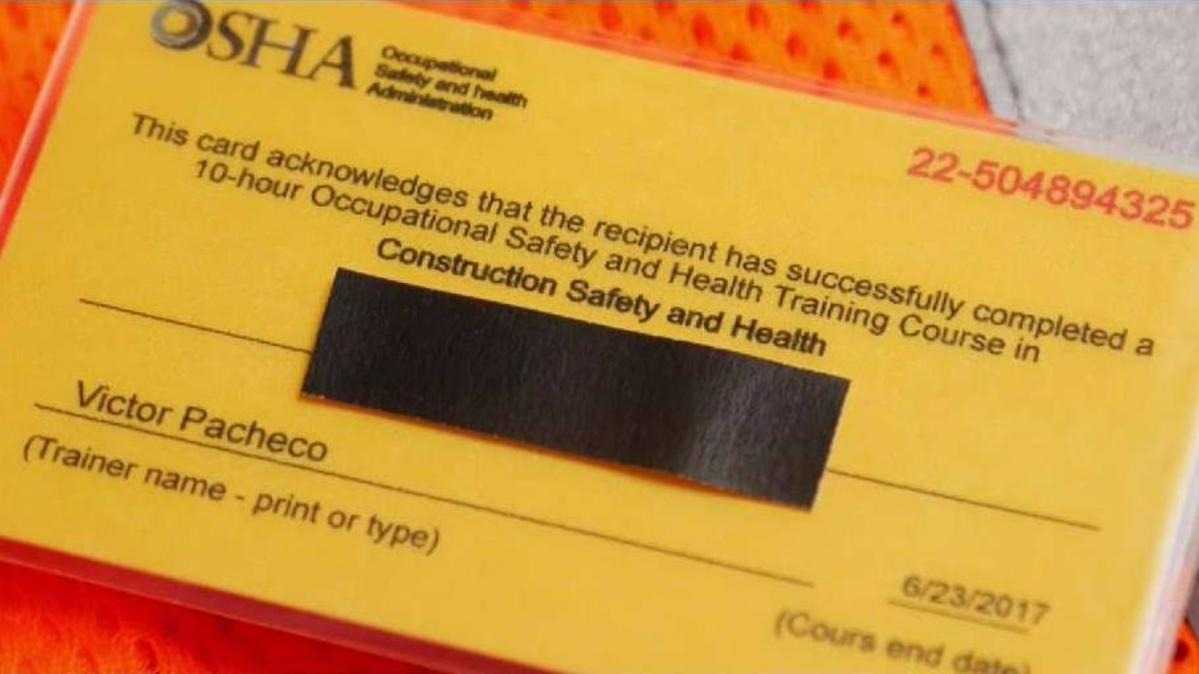 OSHA
Occupational
Safety and health
Administration
22-504894325
This card acknowledges that the recipient has successfully completed a
10-hour Occupational Safety and Health Training Course in
Construction Safety and Health
Victor Pacheco
(Trainer name - print or type)
6/23/2017
(Cours end date)